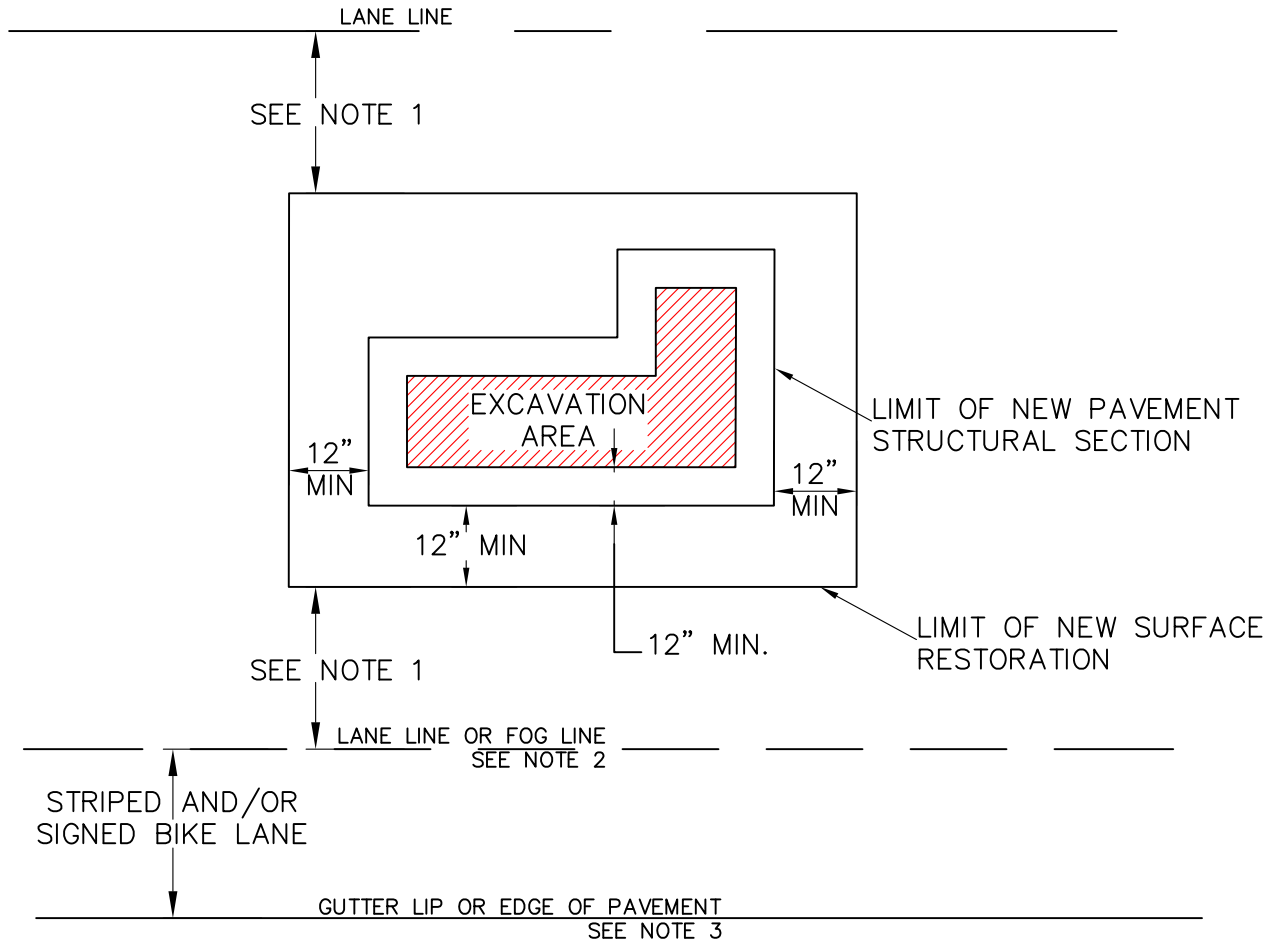 LANE LINE
SEE NOTE 1
EXCAVATION
AREA
LIMIT OF NEW PAVEMENT
STRUCTURAL SECTION
12"
MIN
12"
MIN
12" MIN
12" MIN.
LIMIT OF NEW SURFACE
RESTORATION
SEE NOTE 1
LANE LINE OR FOG LINE
SEE NOTE 2
STRIPED AND/OR
SIGNED BIKE LANE
GUTTER LIP OR EDGE OF PAVEMENT
SEE NOTE 3